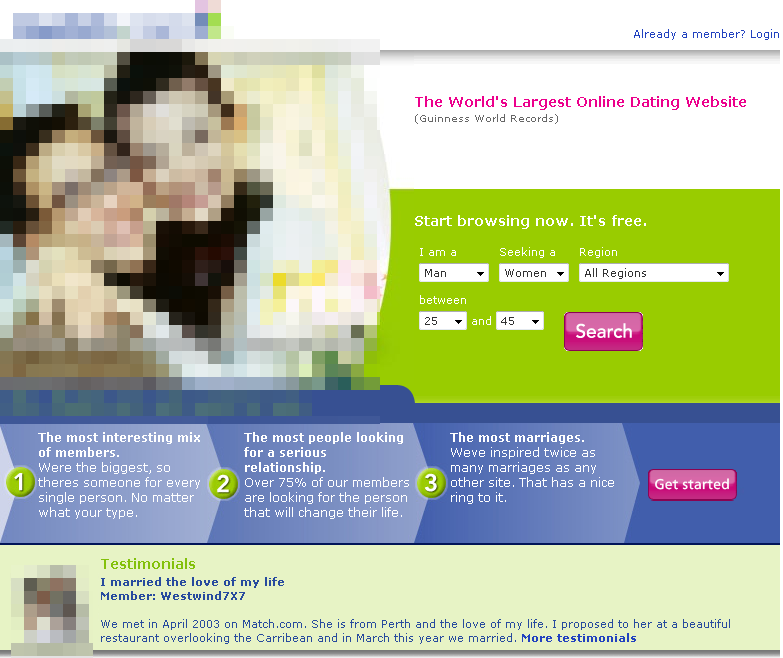 Already a member? Login
The World's Largest Online Dating Website
(Guinness World Records)
Start browsing now. It's free.
I am a Seeking a Region
Man Women All Regions
between
25 and 45 Search
1 The most interesting mix
of members.
Were the biggest, so
theres someone for every
single person. No matter
what your type.
2 The most people looking
for a serious
relationship.
Over 75% of our members
are looking for the person
that will change their life.
3 The most marriages.
Weve inspired twice as
many marriages as any
other site. That has a nice
ring to it.
Get started
Testimonials
I married the love of my life
Member: Westwind7X7
We met in April 2003 on Match.com. She is from Perth and the love of my life. I proposed to her at a beautiful
restaurant overlooking the Carribean and in March this year we married. More testimonials